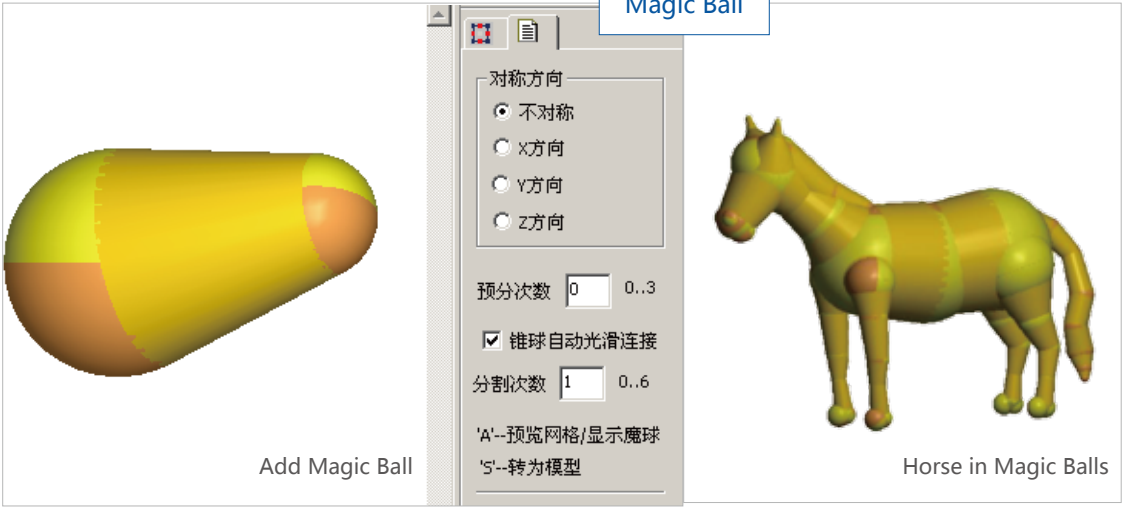 Magic Ball
对称方向
不对称
X方向
Y方向
Z方向
预分次数 0 0..3
锥球自动光滑连接
分割次数 1 0..6
'A'--预览网格/显示魔球
'S'--转为模型
Add Magic Ball
Horse in Magic Balls